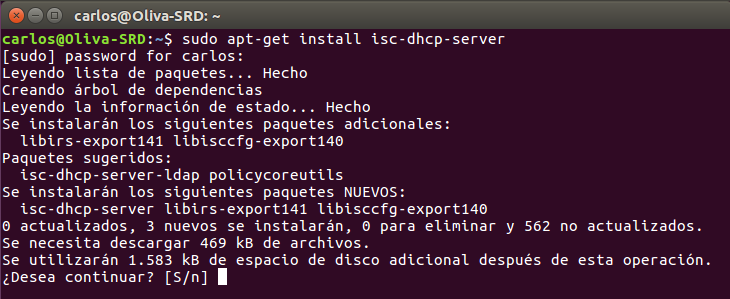 carlos@Oliva-SRD: ~
carlos@Oliva-SRD:~$ sudo apt-get install isc-dhcp-server
[sudo] password for carlos:
Leyendo lista de paquetes... Hecho
Creando árbol de dependencias
Leyendo la información de estado... Hecho
Se instalarán los siguientes paquetes adicionales:
  libirs-export141 libisccfg-export140
Paquetes sugeridos:
  isc-dhcp-server-ldap policycoreutils
Se instalarán los siguientes paquetes NUEVOS:
  isc-dhcp-server libirs-export141 libisccfg-export140
0 actualizados, 3 nuevos se instalarán, 0 para eliminar y 562 no actualizados.
Se necesita descargar 469 kB de archivos.
Se utilizarán 1.583 kB de espacio de disco adicional después de esta operación.
¿Desea continuar? [S/n]